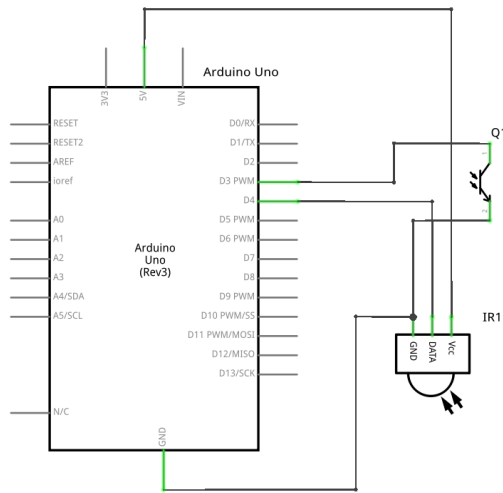 Arduino Uno
3V3
5V
VIN
RESET
RESET2
AREF
ioref
A0
A1
A2
A3
A4/SDA
A5/SCL
N/C
D0/RX
D1/TX
D2
D3 PWM
D4
D5 PWM
D6 PWM
D7
D8
D9 PWM
D10 PWM/SS
D11 PWM/MOSI
D12/MISO
D13/SCK
Arduino
Uno
(Rev3)
GND
Q1
1
2
IR1
GND
DATA
Vcc